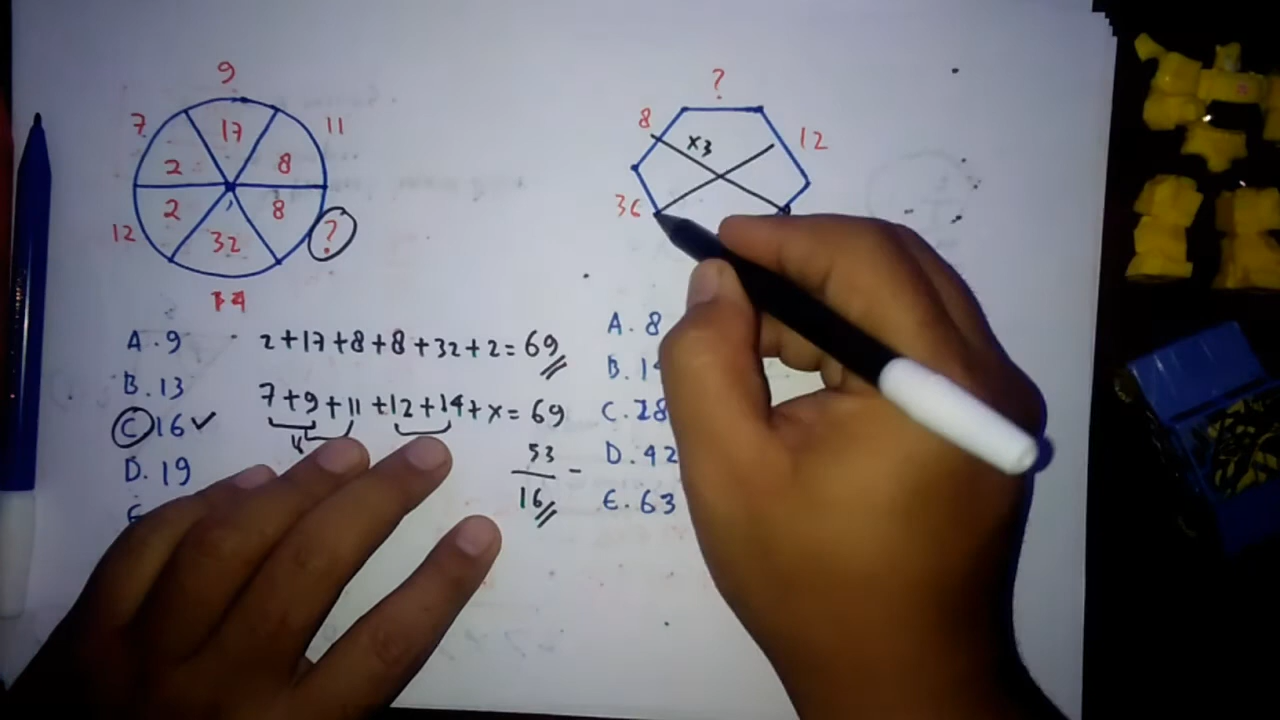 9
7
17
11
2
8
12
2
8
?
32
14
A. 9
B. 13
C 16 ✓
D. 19
2+17+8+8+32+2=69
7+9+11+12+14+x=69
53
16
-
?
8
x3
12
36
A. 8
C. 28
D. 42
E. 63